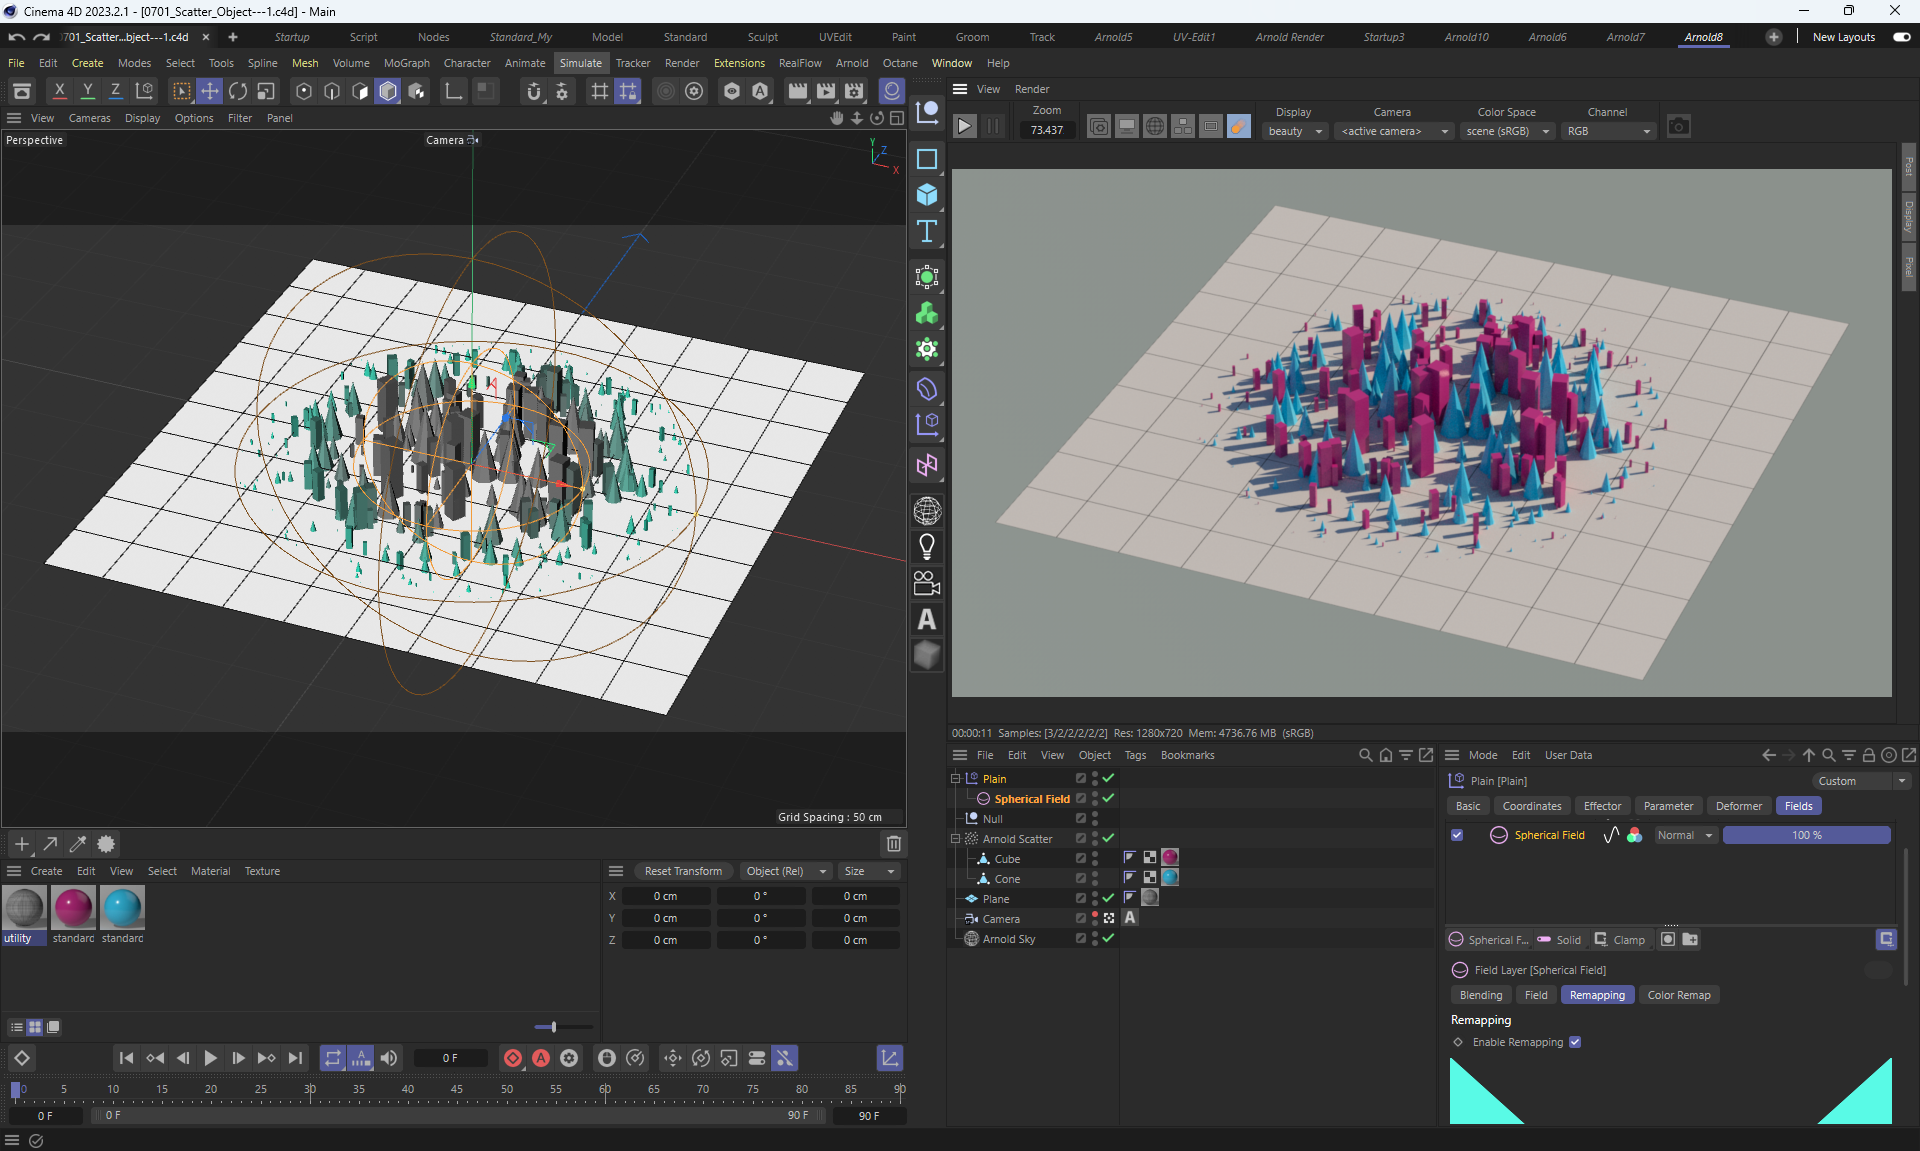 Cinema 4D 2023.2.1 - [0701_Scatter_Object---1.c4d] - Main
0701_Scatter...bject---1.c4d
Startup Script Nodes Standard_My Model Standard Sculpt UVEdit Paint Groom Track Arnold5 UV-Edit1 Arnold Render Startup3 Arnold10 Arnold6 Arnold7 Arnold8 New Layouts
File Edit Create Modes Select Tools Spline Mesh Volume MoGraph Character Animate Simulate Tracker Render Extensions RealFlow Arnold Octane Window Help
X Y Z
View Render
View Cameras Display Options Filter Panel
Zoom Display Camera Color Space Channel
73.437 beauty <active camera> scene (sRGB) RGB
Perspective
Camera
Y
Z
X
Post
Display
Pixel
Grid Spacing : 50 cm
00:00:11 Samples: [3/2/2/2/2/2] Res: 1280x720 Mem: 4736.76 MB (sRGB)
File Edit View Object Tags Bookmarks
Plain
Spherical Field
Null
Arnold Scatter
Cube
Cone
Plane
Camera
A
Arnold Sky
Mode Edit User Data
Plain [Plain]
Custom
Basic Coordinates Effector Parameter Deformer Fields
Spherical Field Normal 100 %
Spherical F... Solid Clamp
Field Layer [Spherical Field]
Blending Field Remapping Color Remap
Remapping
Enable Remapping
Create Edit View Select Material Texture
utility standard standard
Reset Transform Object (Rel) Size
X 0 cm 0 ° 0 cm
Y 0 cm 0 ° 0 cm
Z 0 cm 0 ° 0 cm
0 F
0 5 10 15 20 25 30 35 40 45 50 55 60 65 70 75 80 85 90
0 F 0 F 90 F 90 F